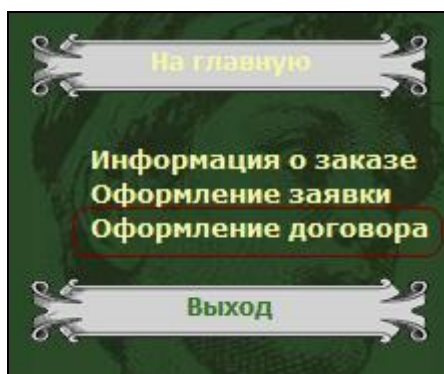 На главную
Информация о заказе
Оформление заявки
Оформление договора
Выход